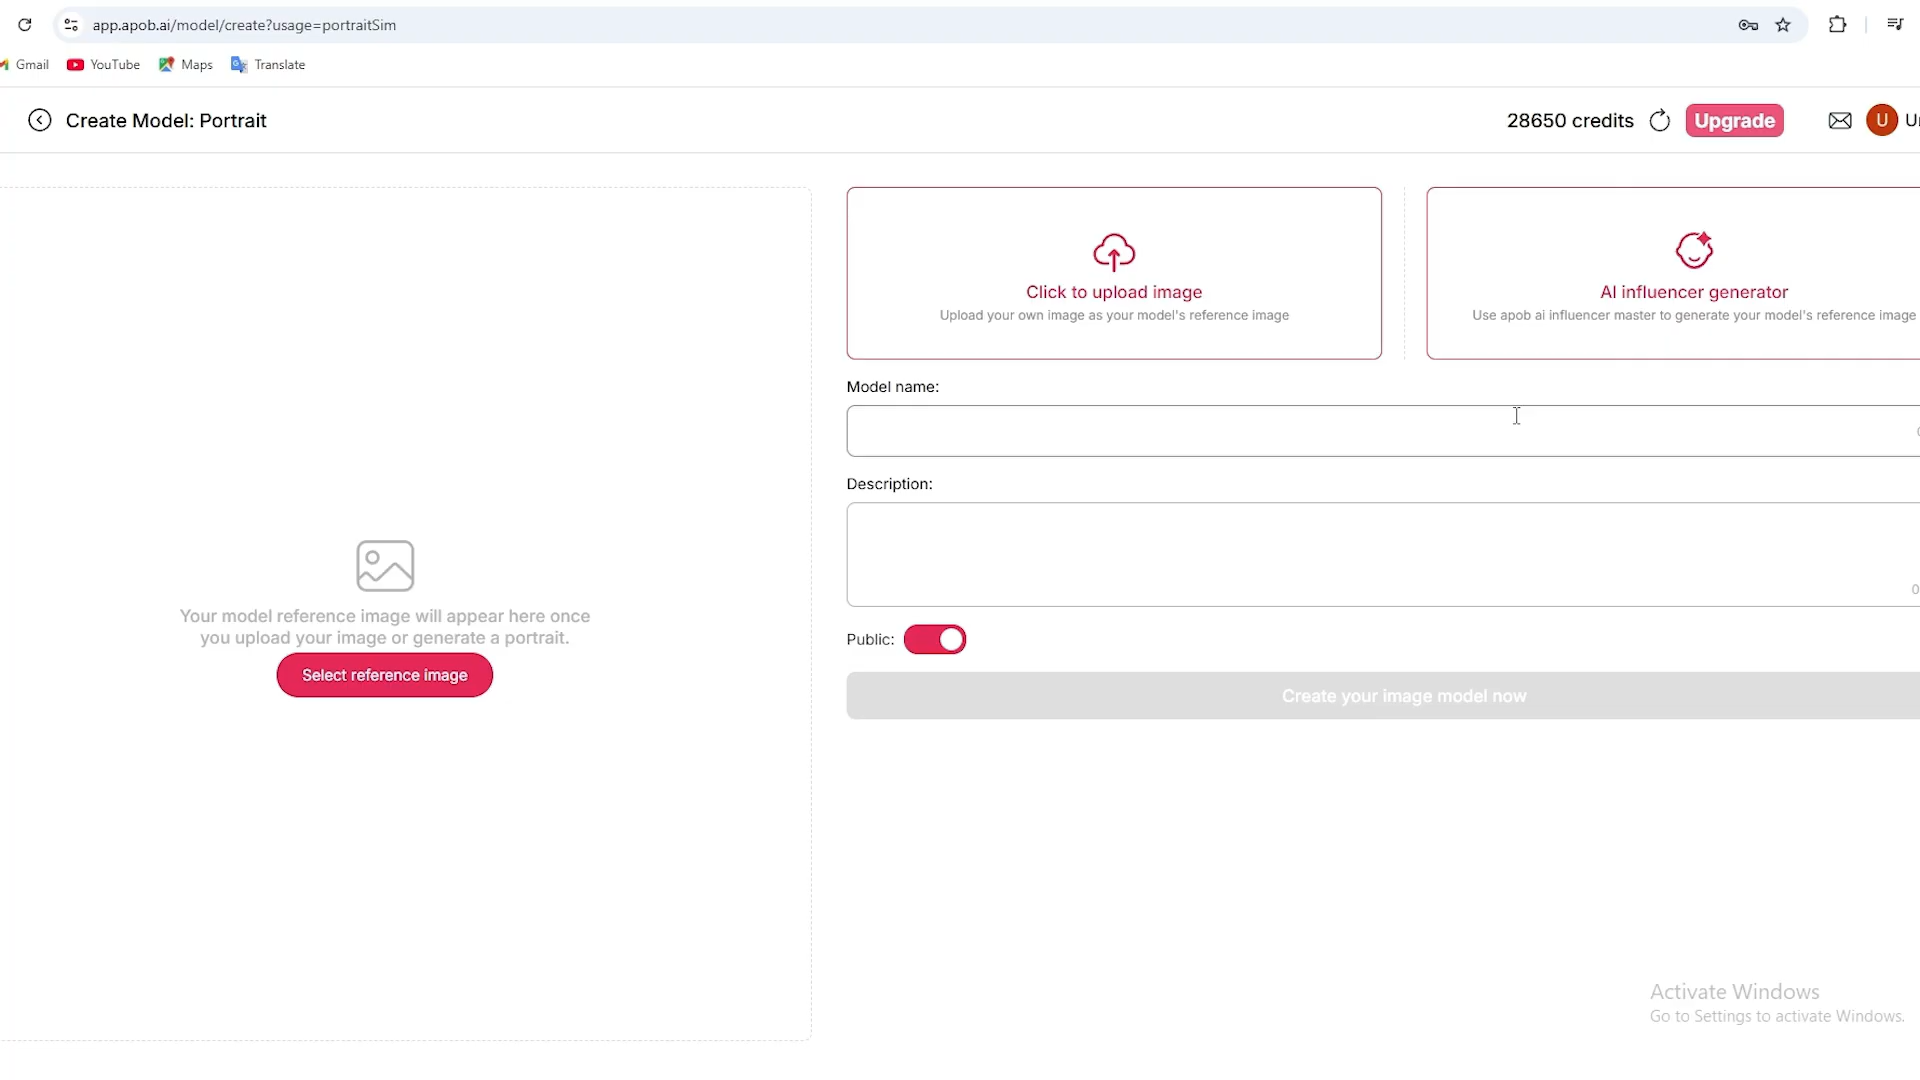 app.apob.ai/model/create?usage=portraitSim
Gmail YouTube Maps Translate
Create Model: Portrait
28650 credits Upgrade U
Click to upload image
Upload your own image as your model's reference image
AI influencer generator
Use apob ai influencer master to generate your model's reference image
Model name:
Description:
0
Public:
Create your image model now
Your model reference image will appear here once
you upload your image or generate a portrait.
Select reference image
Activate Windows
Go to Settings to activate Windows.